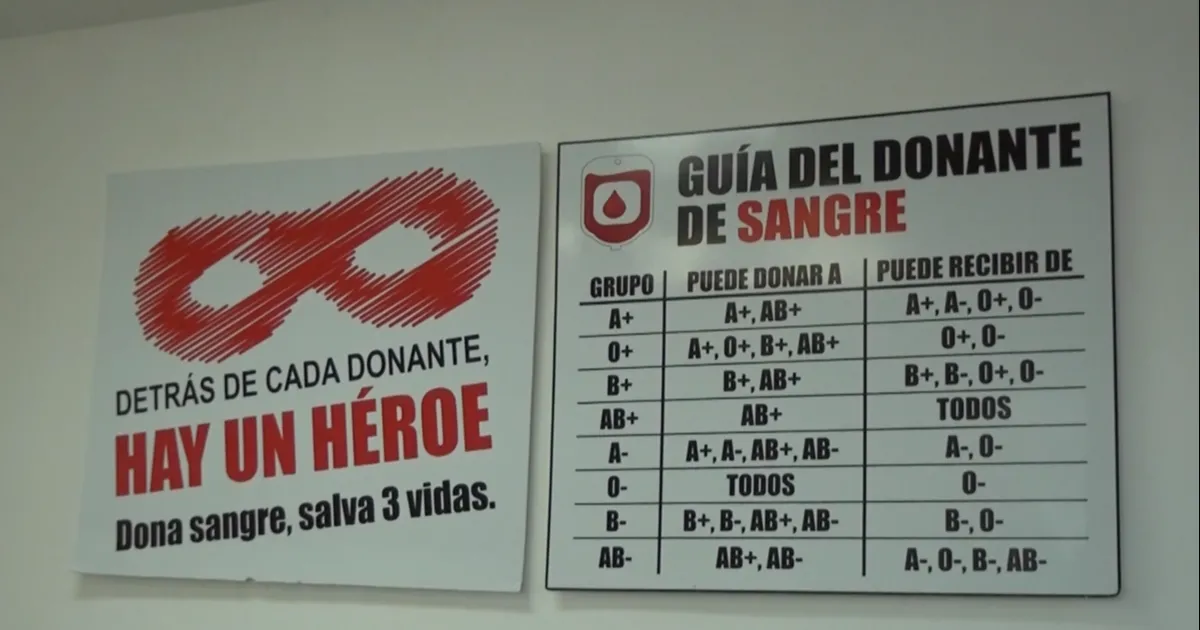 DETRÁS DE CADA DONANTE,
HAY UN HÉROE
Dona sangre, salva 3 vidas.
GUÍA DEL DONANTE
DE SANGRE
GRUPO PUEDE DONAR A PUEDE RECIBIR DE
A+ A+, AB+ A+, A-, O+, O-
O+ A+, O+, B+, AB+ O+, O-
B+ B+, AB+ B+, B-, O+, O-
AB+ AB+ TODOS
A- A+, A-, AB+, AB- A-, O-
O- TODOS O-
B- B+, B-, AB+, AB- B-, O-
AB- AB+, AB- A-, O-, B-, AB-